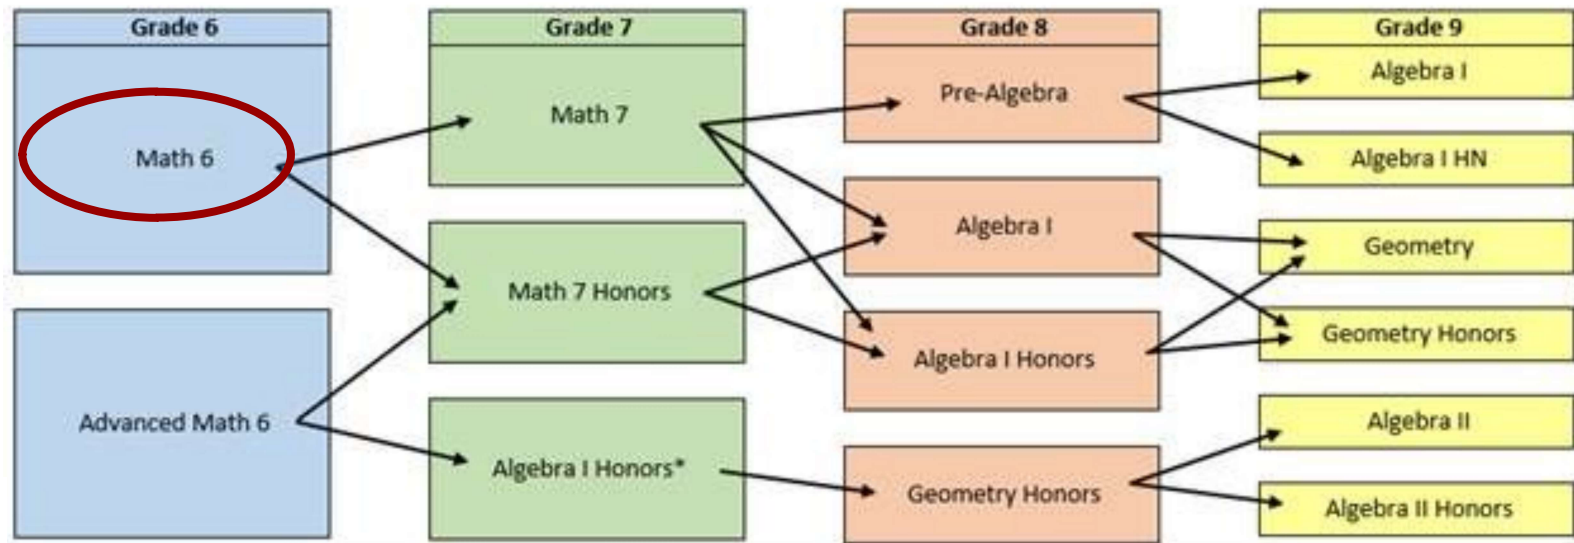 Grade 6
Math 6
Advanced Math 6
Grade 7
Math 7
Math 7 Honors
Algebra I Honors*
Grade 8
Pre-Algebra
Algebra I
Algebra I Honors
Geometry Honors
Grade 9
Algebra I
Algebra I HN
Geometry
Geometry Honors
Algebra II
Algebra II Honors